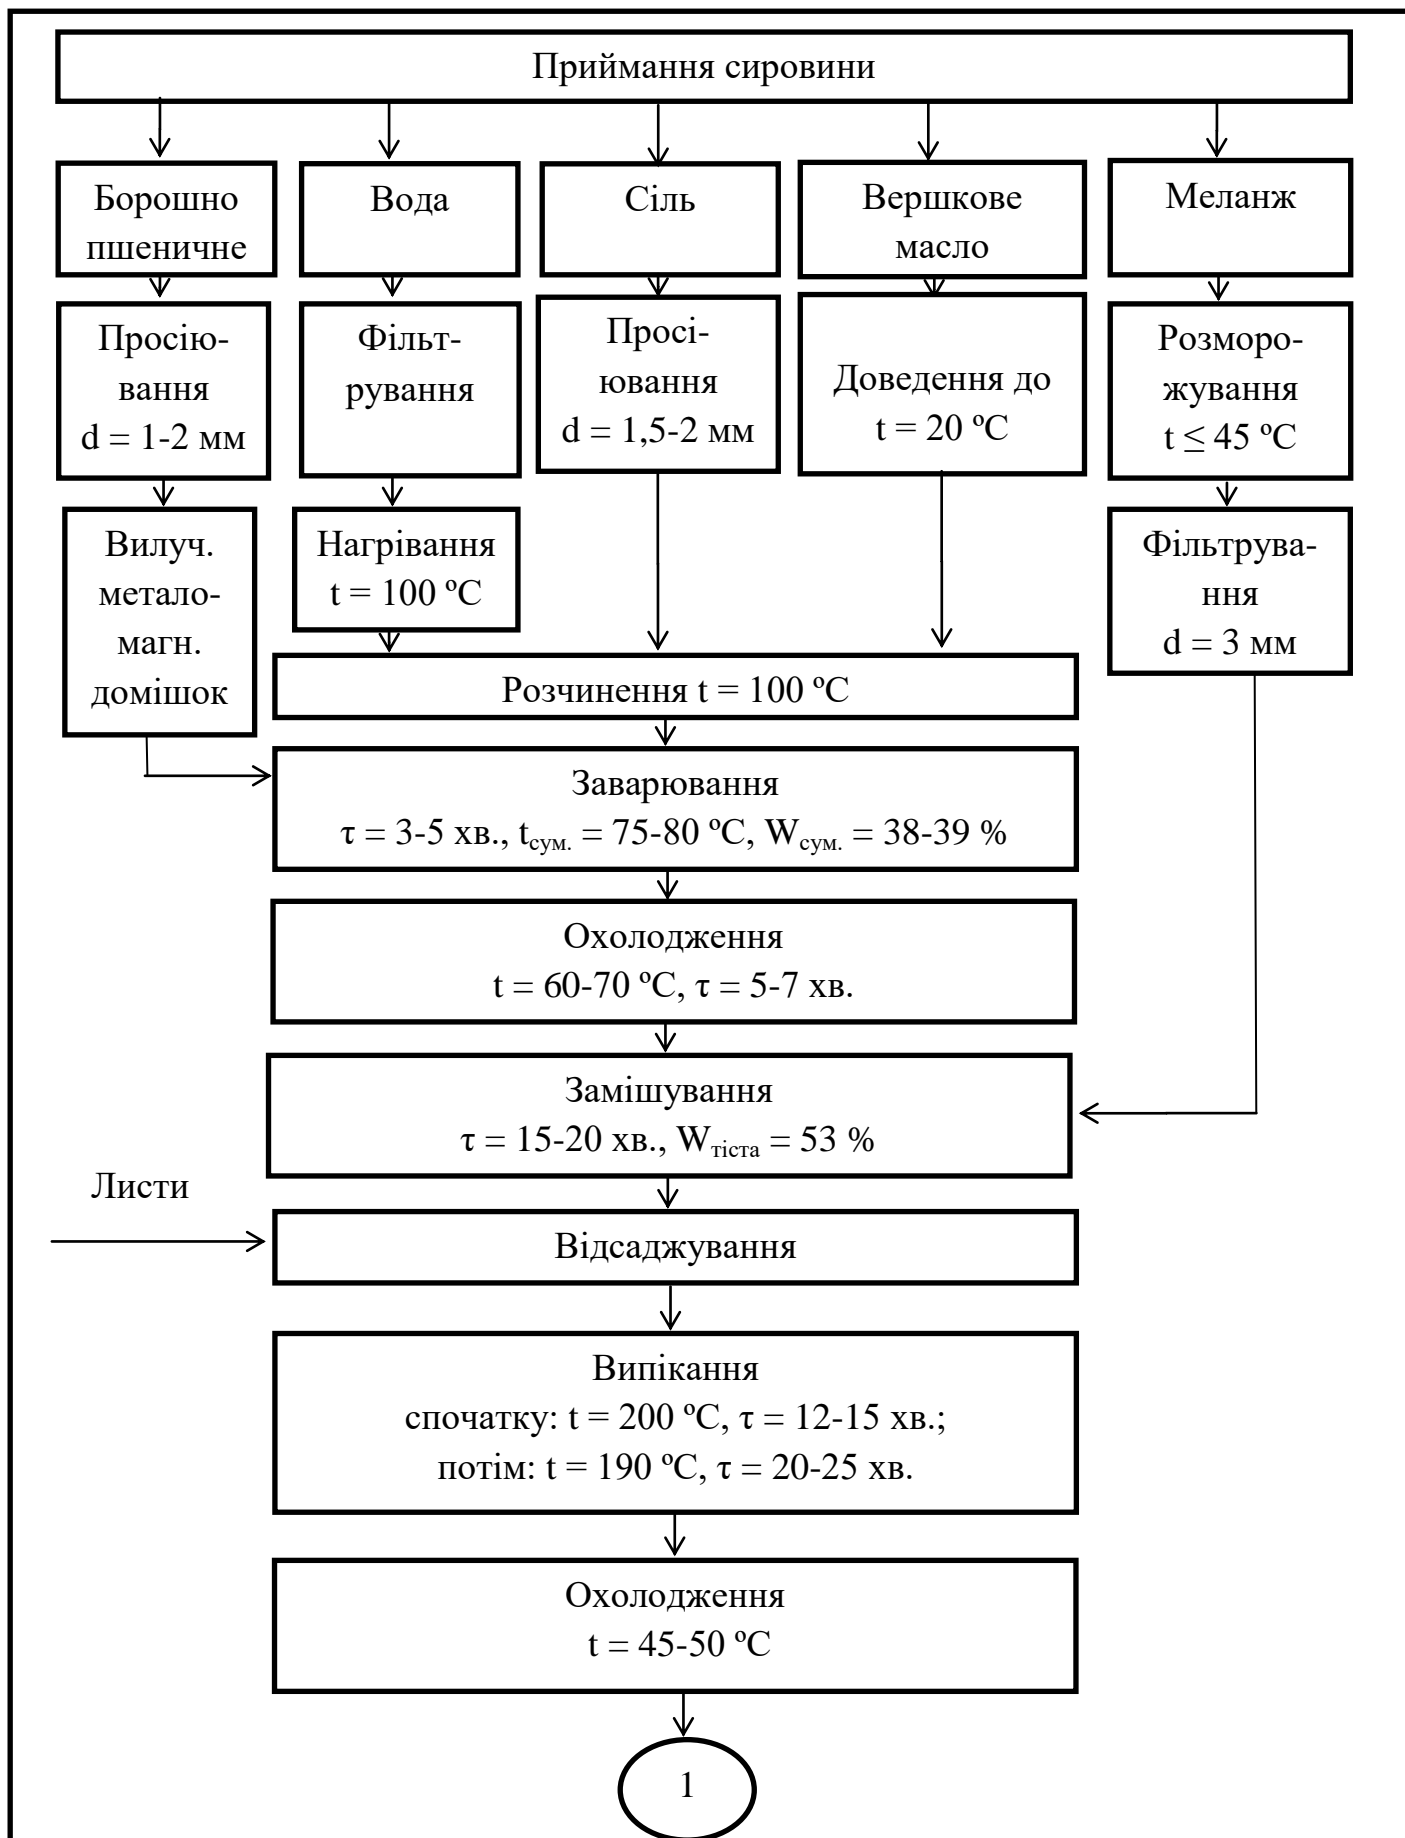 Приймання сировини
Борошно
пшеничне
Вода
Сіль
Вершкове
масло
Меланж
Просію-
вання
d = 1-2 мм
Фільт-
рування
Просі-
ювання
d = 1,5-2 мм
Доведення до
t = 20 ºС
Розморо-
жування
t ≤ 45 ºС
Вилуч.
метало-
магн.
домішок
Нагрівання
t = 100 ºС
Фільтрува-
ння
d = 3 мм
Розчинення t = 100 ºС
Заварювання
τ = 3-5 хв., tсум. = 75-80 ºС, Wсум. = 38-39 %
Охолодження
t = 60-70 ºС, τ = 5-7 хв.
Замішування
τ = 15-20 хв., Wтіста = 53 %
Листи
Відсаджування
Випікання
спочатку: t = 200 ºС, τ = 12-15 хв.;
потім: t = 190 ºС, τ = 20-25 хв.
Охолодження
t = 45-50 ºС
1